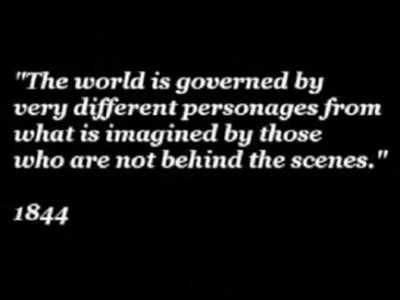 "The world is governed by
very different personages from
what is imagined by those
who are not behind the scenes."
1844